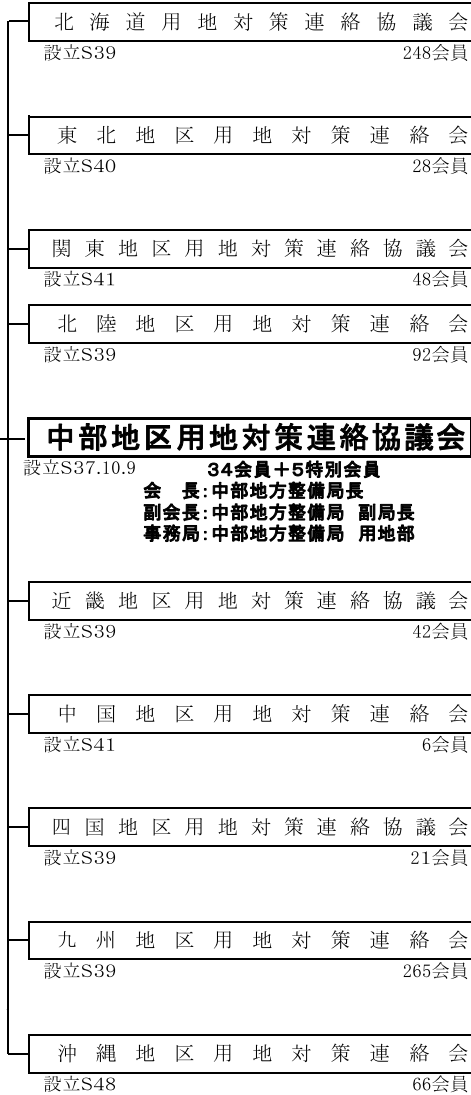 北海道用地対策連絡協議会
設立S39 248会員
東北地区用地対策連絡会
設立S40 28会員
関東地区用地対策連絡協議会
設立S41 48会員
北陸地区用地対策連絡会
設立S39 92会員
中部地区用地対策連絡協議会
設立S37.10.9 34会員＋5特別会員
会　長：中部地方整備局長
副会長：中部地方整備局　副局長
事務局：中部地方整備局　用地部
近畿地区用地対策連絡協議会
設立S39 42会員
中国地区用地対策連絡会
設立S41 6会員
四国地区用地対策連絡協議会
設立S39 21会員
九州地区用地対策連絡会
設立S39 265会員
沖縄地区用地対策連絡会
設立S48 66会員